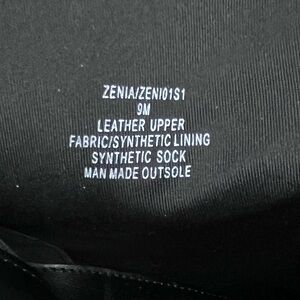 ZENIA/ZENI01S1
9M
LEATHER UPPER
FABRIC/SYNTHETIC LINING
SYNTHETIC SOCK
MAN MADE OUTSOLE